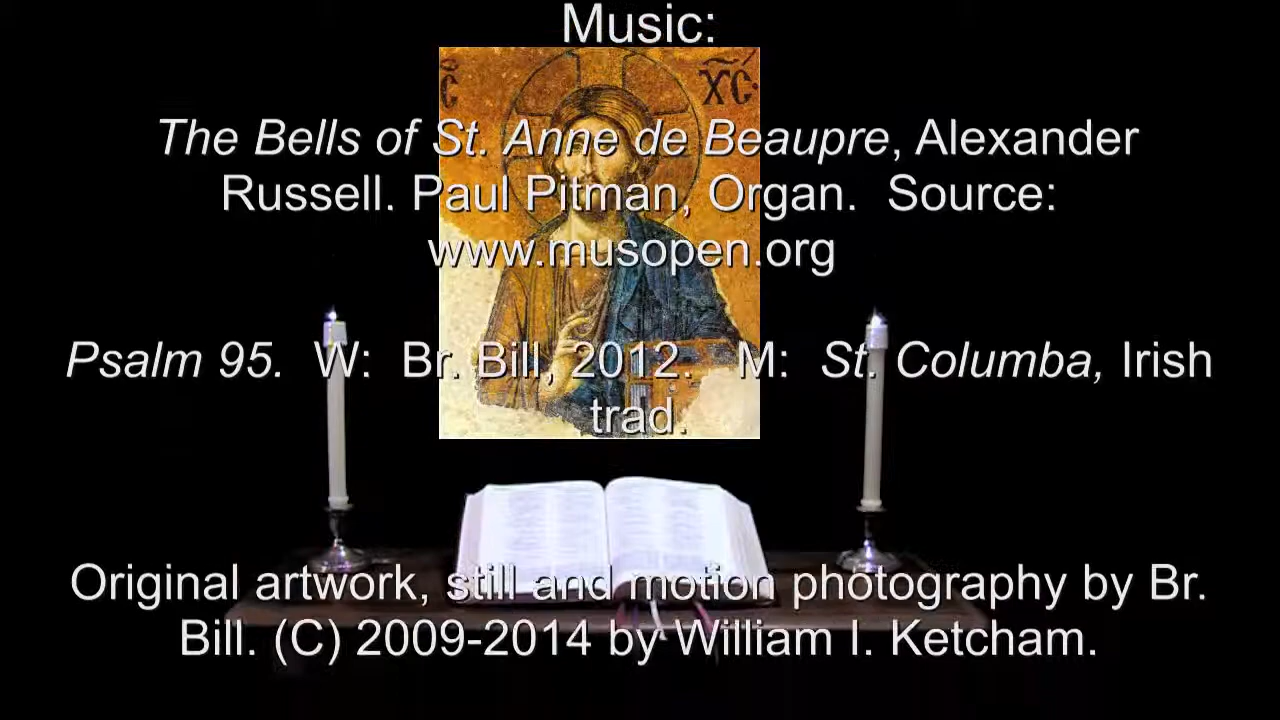 Music:
C̃ XC
The Bells of St. Anne de Beaupre, Alexander
Russell. Paul Pitman, Organ.  Source:
www.musopen.org
Psalm 95.  W:  Br. Bill, 2012.   M:  St. Columba, Irish
trad.
Original artwork, still and motion photography by Br.
Bill. (C) 2009-2014 by William I. Ketcham.